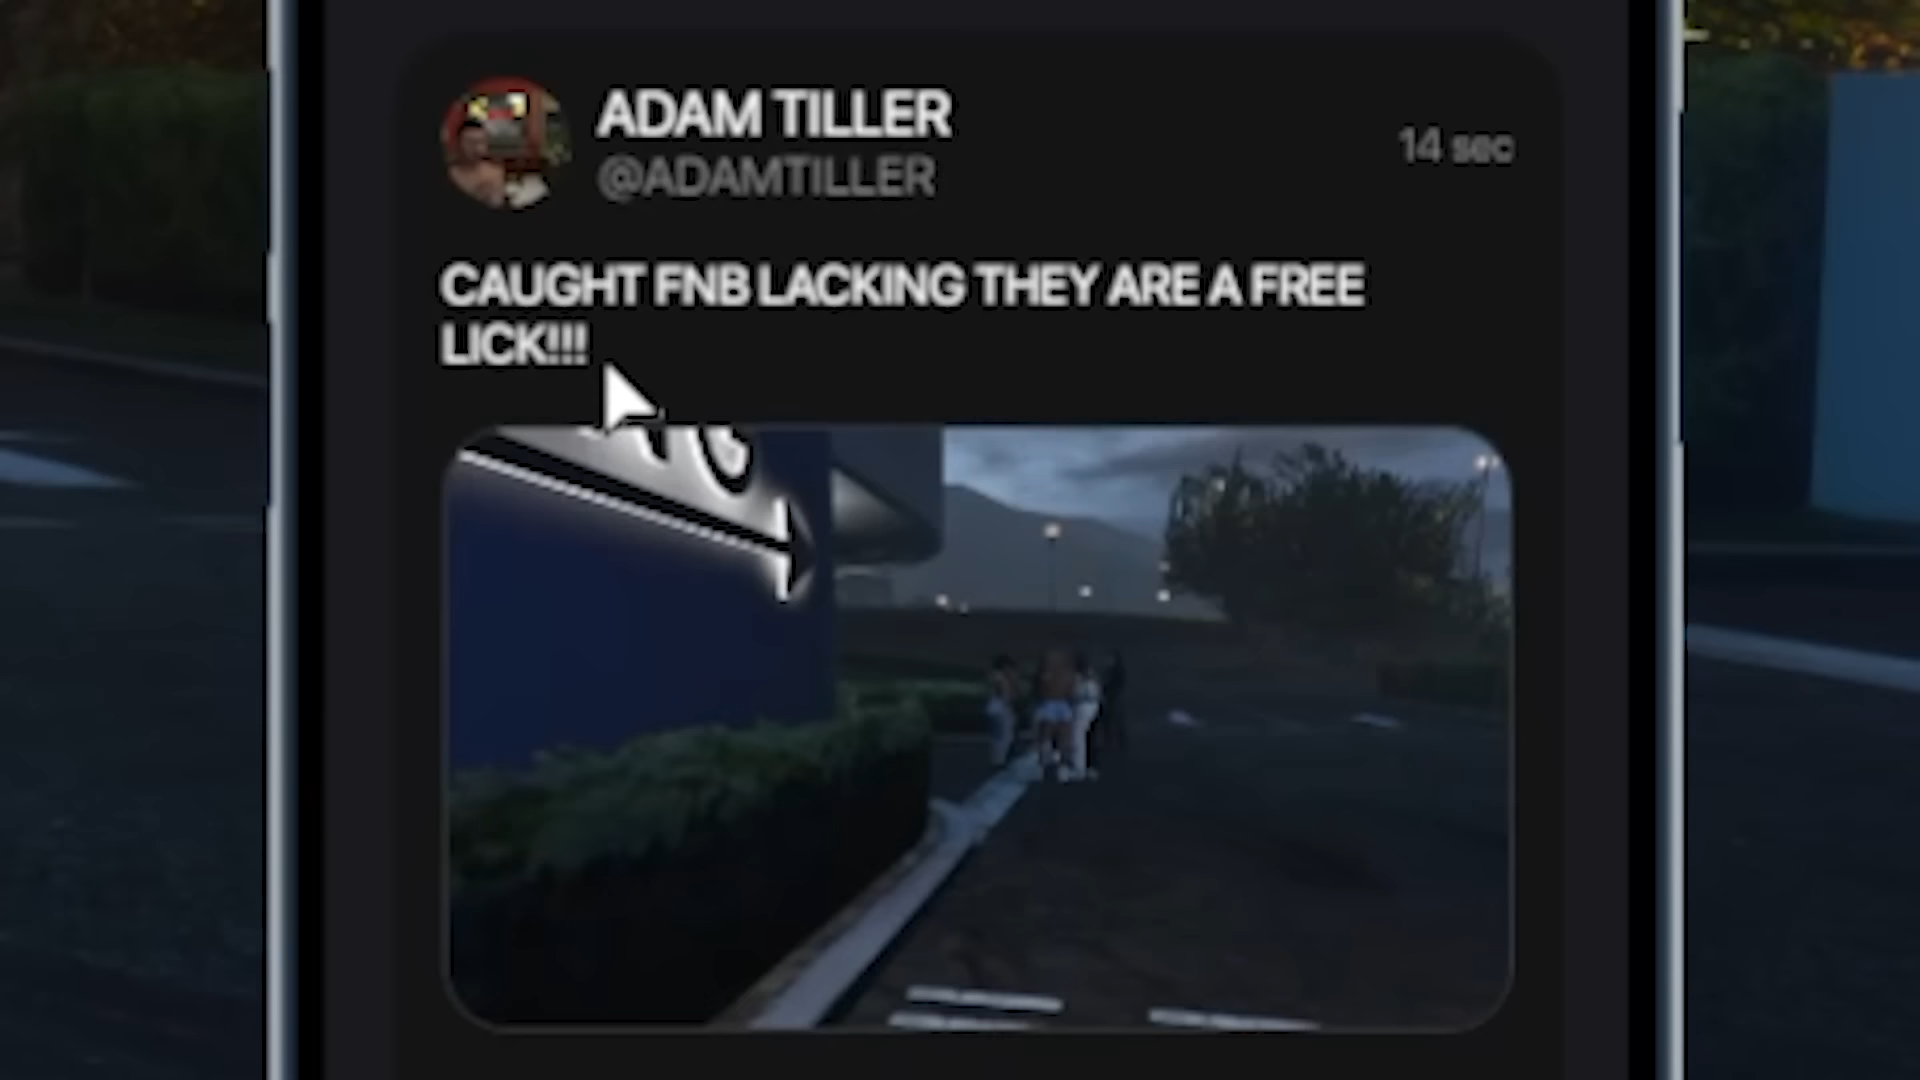 ADAM TILLER
@ADAMTILLER
14 sec
CAUGHT FNB LACKING THEY ARE A FREE
LICK!!!